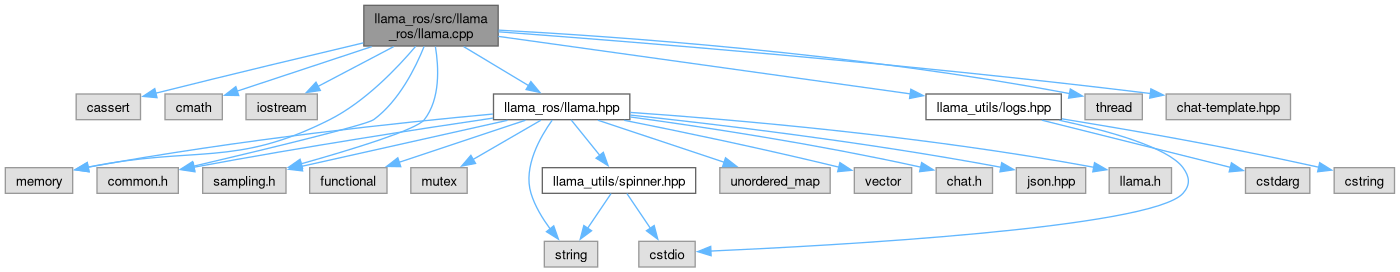 llama_ros/src/llama
_ros/llama.cpp
cassert
cmath
iostream
llama_ros/llama.hpp
llama_utils/logs.hpp
thread
chat-template.hpp
memory
common.h
sampling.h
functional
mutex
llama_utils/spinner.hpp
unordered_map
vector
chat.h
json.hpp
llama.h
cstdarg
cstring
string
cstdio